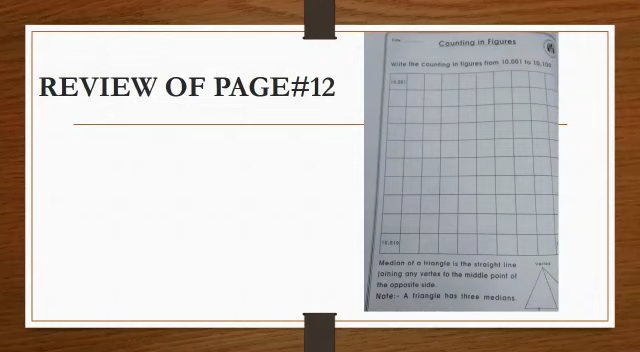 REVIEW OF PAGE#12
Counting in Figures
Write the counting in figures from 10,001 to 10,100
10,001
10,010
Median of a triangle is the straight line
joining any vertex to the middle point of
the opposite side.
Note:- A triangle has three medians.
Vertex